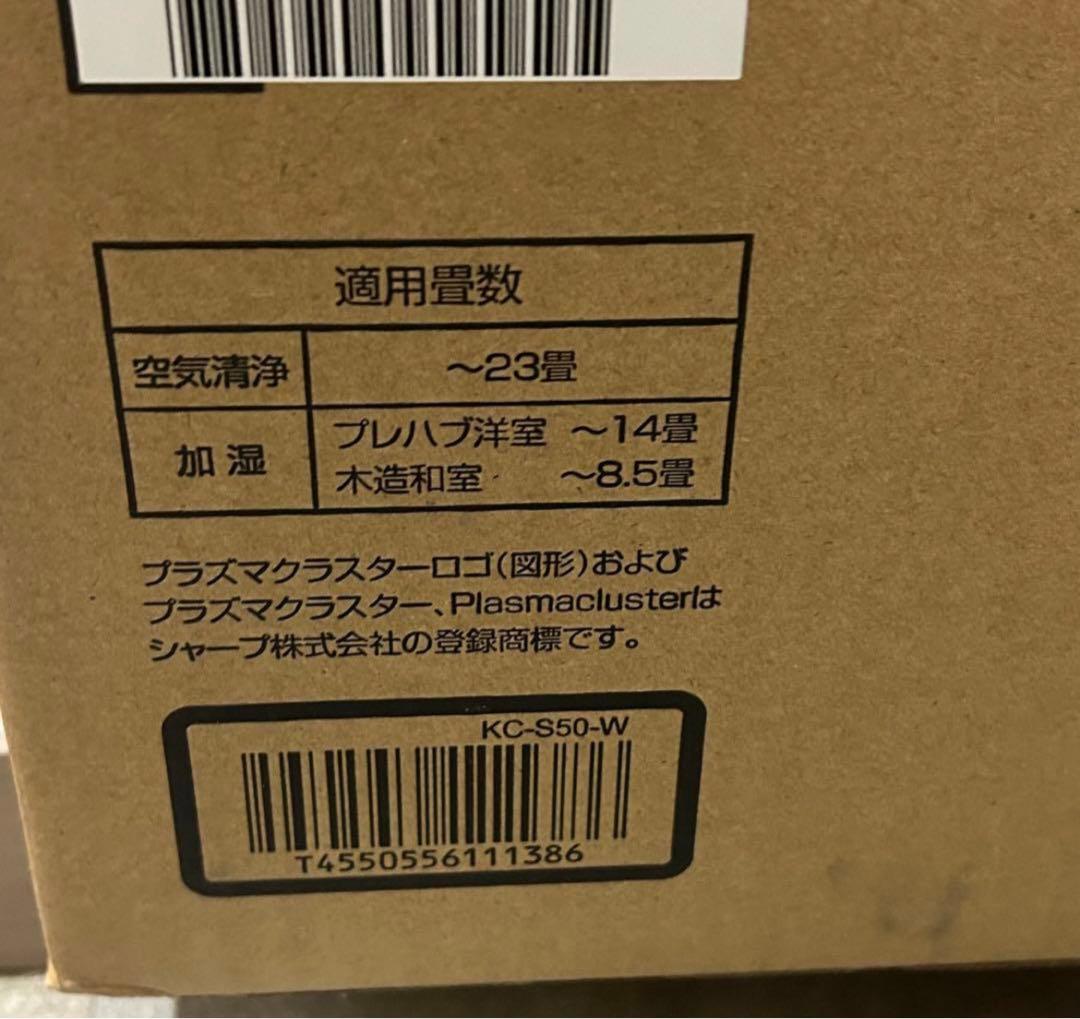 適用畳数
空気清浄 ～23畳
加湿 プレハブ洋室 ～14畳
木造和室 ～8.5畳
プラズマクラスターロゴ(図形)および
プラズマクラスター、Plasmaclusterは
シャープ株式会社の登録商標です。
KC-S50-W
T4550556111386